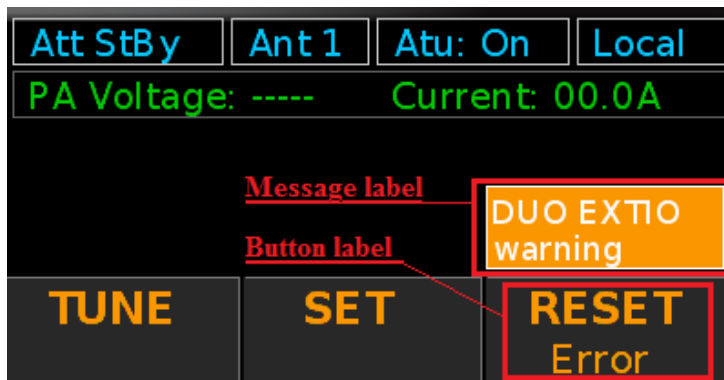 Att StBy Ant 1 Atu: On Local
PA Voltage: ----- Current: 00.0A
Message label
DUO EXTIO
warning
Button label
TUNE SET RESET
Error